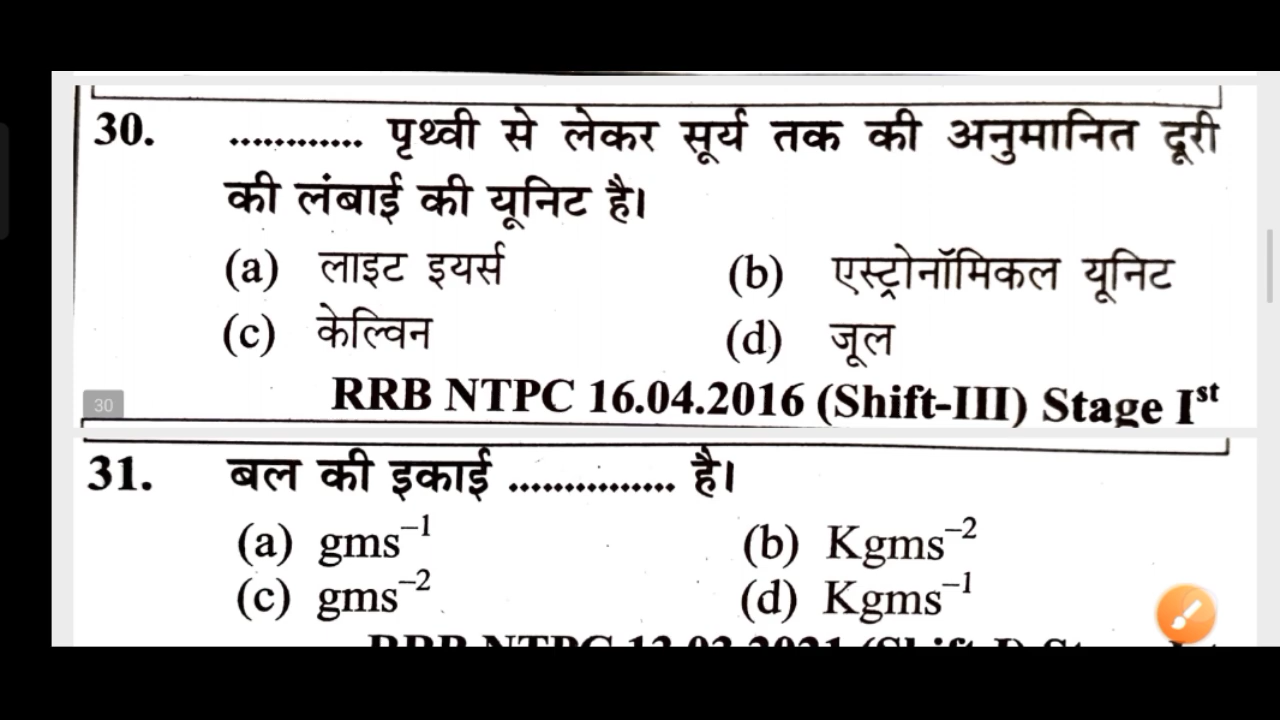 30. ............ पृथ्वी से लेकर सूर्य तक की अनुमानित दूरी
की लंबाई की यूनिट है।
(a) लाइट इयर्स (b) एस्ट्रोनॉमिकल यूनिट
(c) केल्विन (d) जूल
RRB NTPC 16.04.2016 (Shift-III) Stage Ist
30
31. बल की इकाई ............... है।
(a) gms⁻¹ (b) Kgms⁻²
(c) gms⁻² (d) Kgms⁻¹